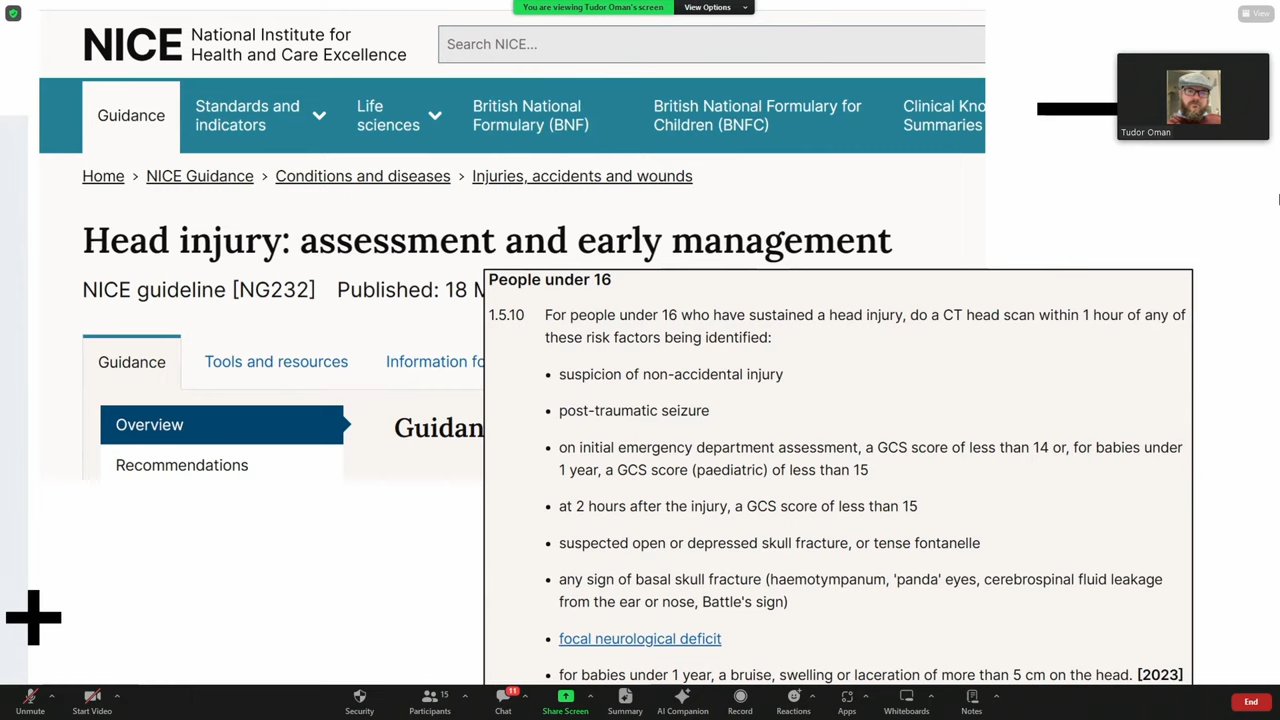 You are viewing Tudor Oman's screen
View Options
View
NICE
National Institute for
Health and Care Excellence
Search NICE...
Guidance
Standards and
indicators
Life
sciences
British National
Formulary (BNF)
British National Formulary for
Children (BNFC)
Clinical Kno
Summaries
Tudor Oman
Home > NICE Guidance > Conditions and diseases > Injuries, accidents and wounds
Head injury: assessment and early management
NICE guideline [NG232] Published: 18 M
Guidance
Tools and resources
Information fo
Overview
Recommendations
Guidan
People under 16
1.5.10 For people under 16 who have sustained a head injury, do a CT head scan within 1 hour of any of
these risk factors being identified:
• suspicion of non-accidental injury
• post-traumatic seizure
• on initial emergency department assessment, a GCS score of less than 14 or, for babies under
1 year, a GCS score (paediatric) of less than 15
• at 2 hours after the injury, a GCS score of less than 15
• suspected open or depressed skull fracture, or tense fontanelle
• any sign of basal skull fracture (haemotympanum, 'panda' eyes, cerebrospinal fluid leakage
from the ear or nose, Battle's sign)
• focal neurological deficit
• for babies under 1 year, a bruise, swelling or laceration of more than 5 cm on the head. [2023]
Unmute
Start Video
Security
Participants
15
Chat
11
Share Screen
Summary
AI Companion
Record
Reactions
Apps
Whiteboards
Notes
End